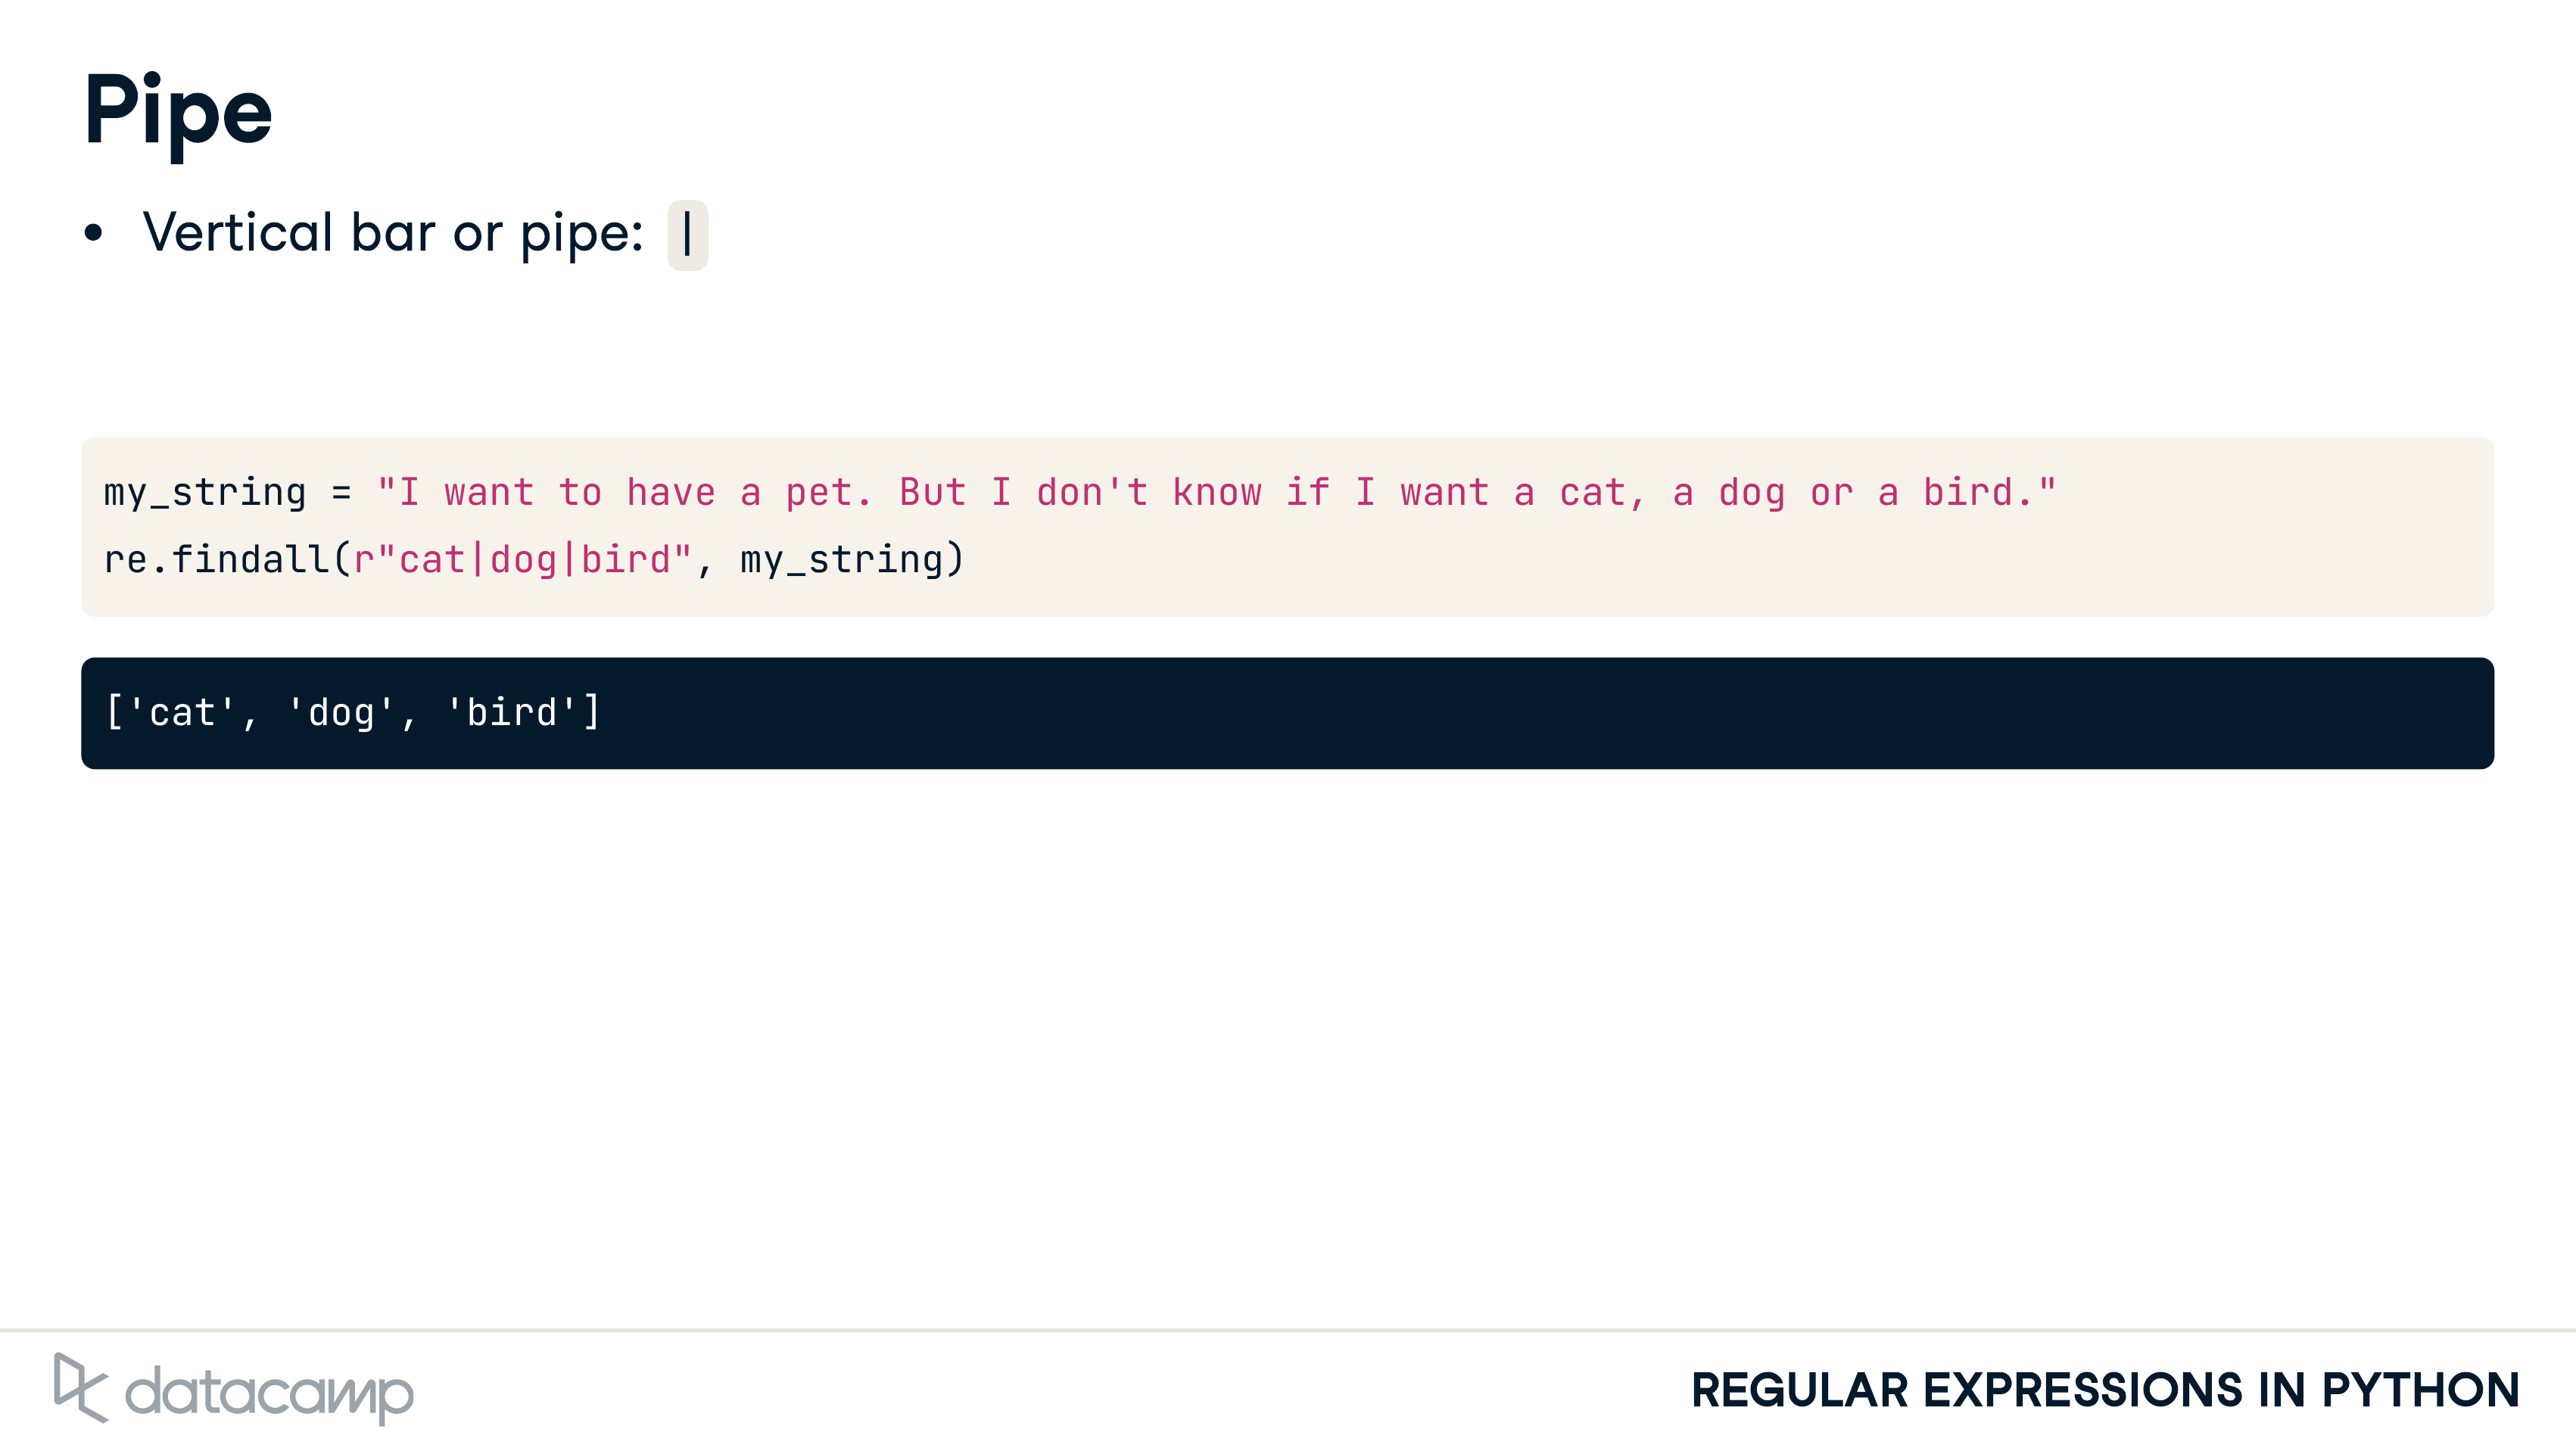 Pipe
• Vertical bar or pipe: |
my_string = "I want to have a pet. But I don't know if I want a cat, a dog or a bird."
re.findall(r"cat|dog|bird", my_string)
['cat', 'dog', 'bird']
datacamp
REGULAR EXPRESSIONS IN PYTHON